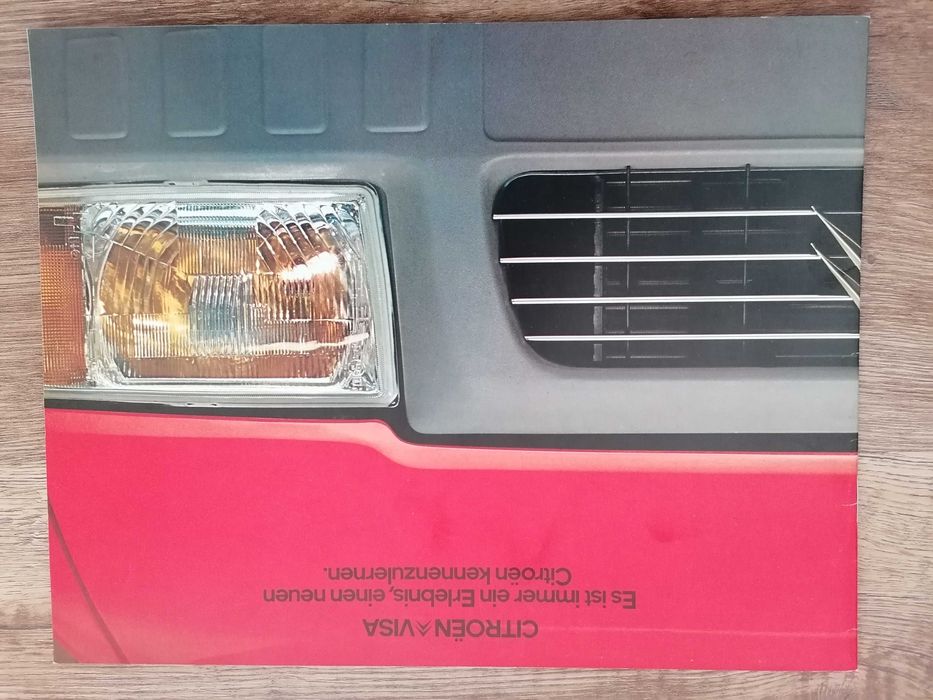 CITROËN VISA
Es ist immer ein Erlebnis, einen neuen
Citroën kennenzulernen.